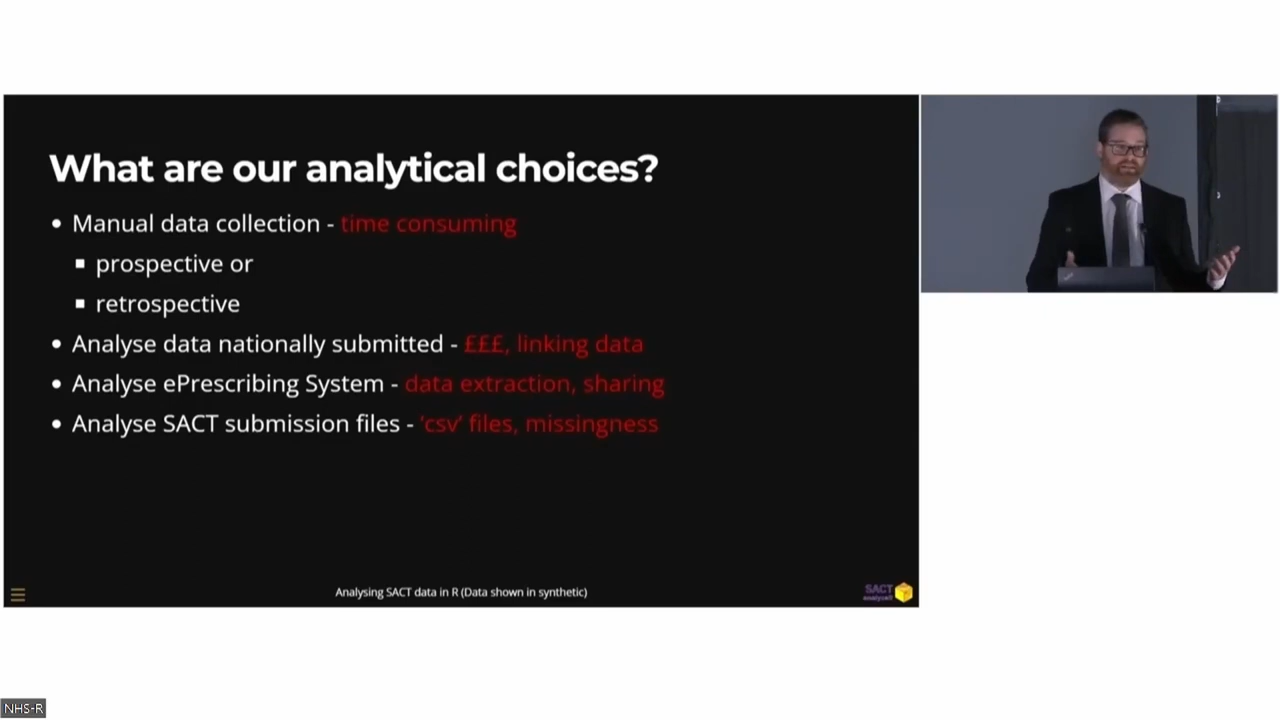 What are our analytical choices?
Manual data collection - time consuming
prospective or
retrospective
Analyse data nationally submitted - £££, linking data
Analyse ePrescribing System - data extraction, sharing
Analyse SACT submission files - ‘csv’ files, missingness
Analysing SACT data in R (Data shown in synthetic)
SACT
NHS-R